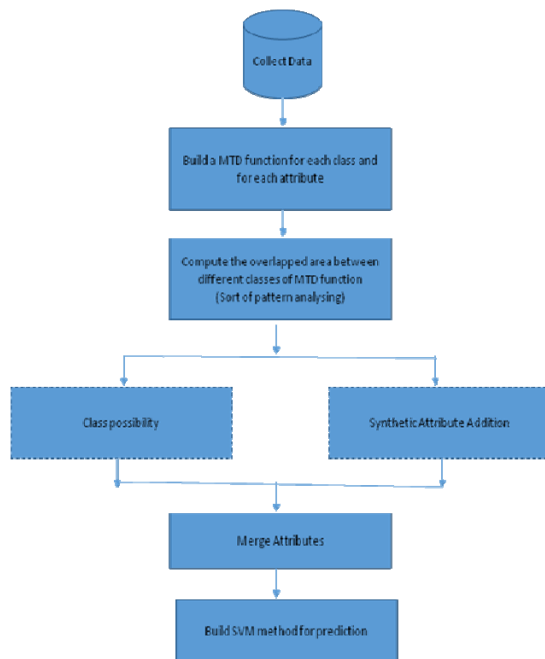 Collect Data
Build a MTD function for each class and
for each attribute
Compute the overlapped area between
different classes of MTD function
(Sort of pattern analysing)
Class possibility
Synthetic Attribute Addition
Merge Attributes
Build SVM method for prediction